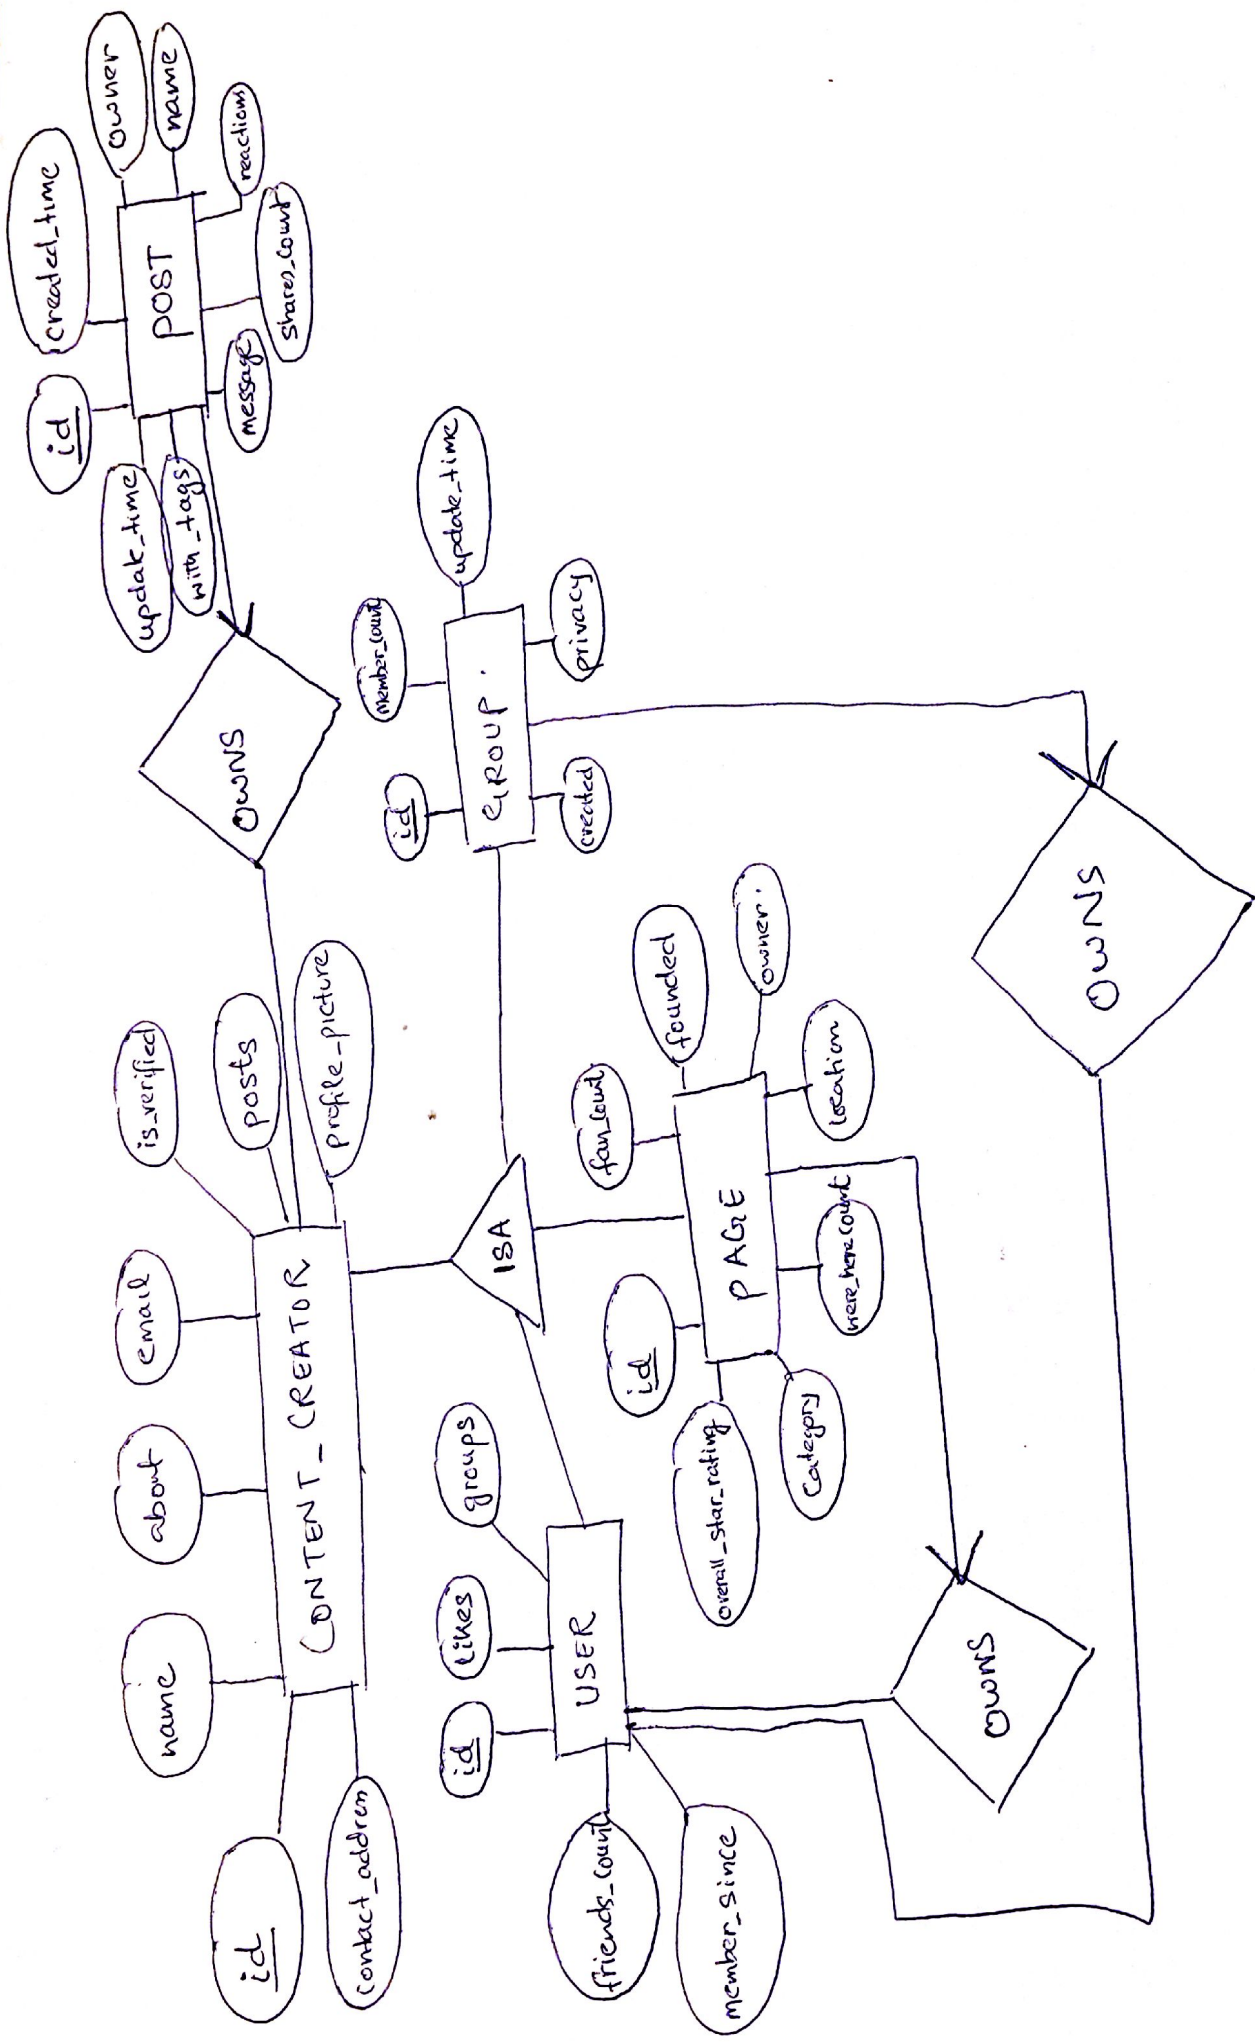 id
name
about
email
is_verified
posts
profile_picture
contact_address
CONTENT_CREATOR
OWNS
id
created_time
owner
name
reactions
shares_count
message
with_tags
update_time
POST
ISA
id
Likes
groups
USER
friends_count
member_since
id
member_count
update_time
privacy
created
GROUP.
id
fan_count
founded
owner.
location
were_here_count
Category
overall_star_rating
PAGE
OWNS
OWNS